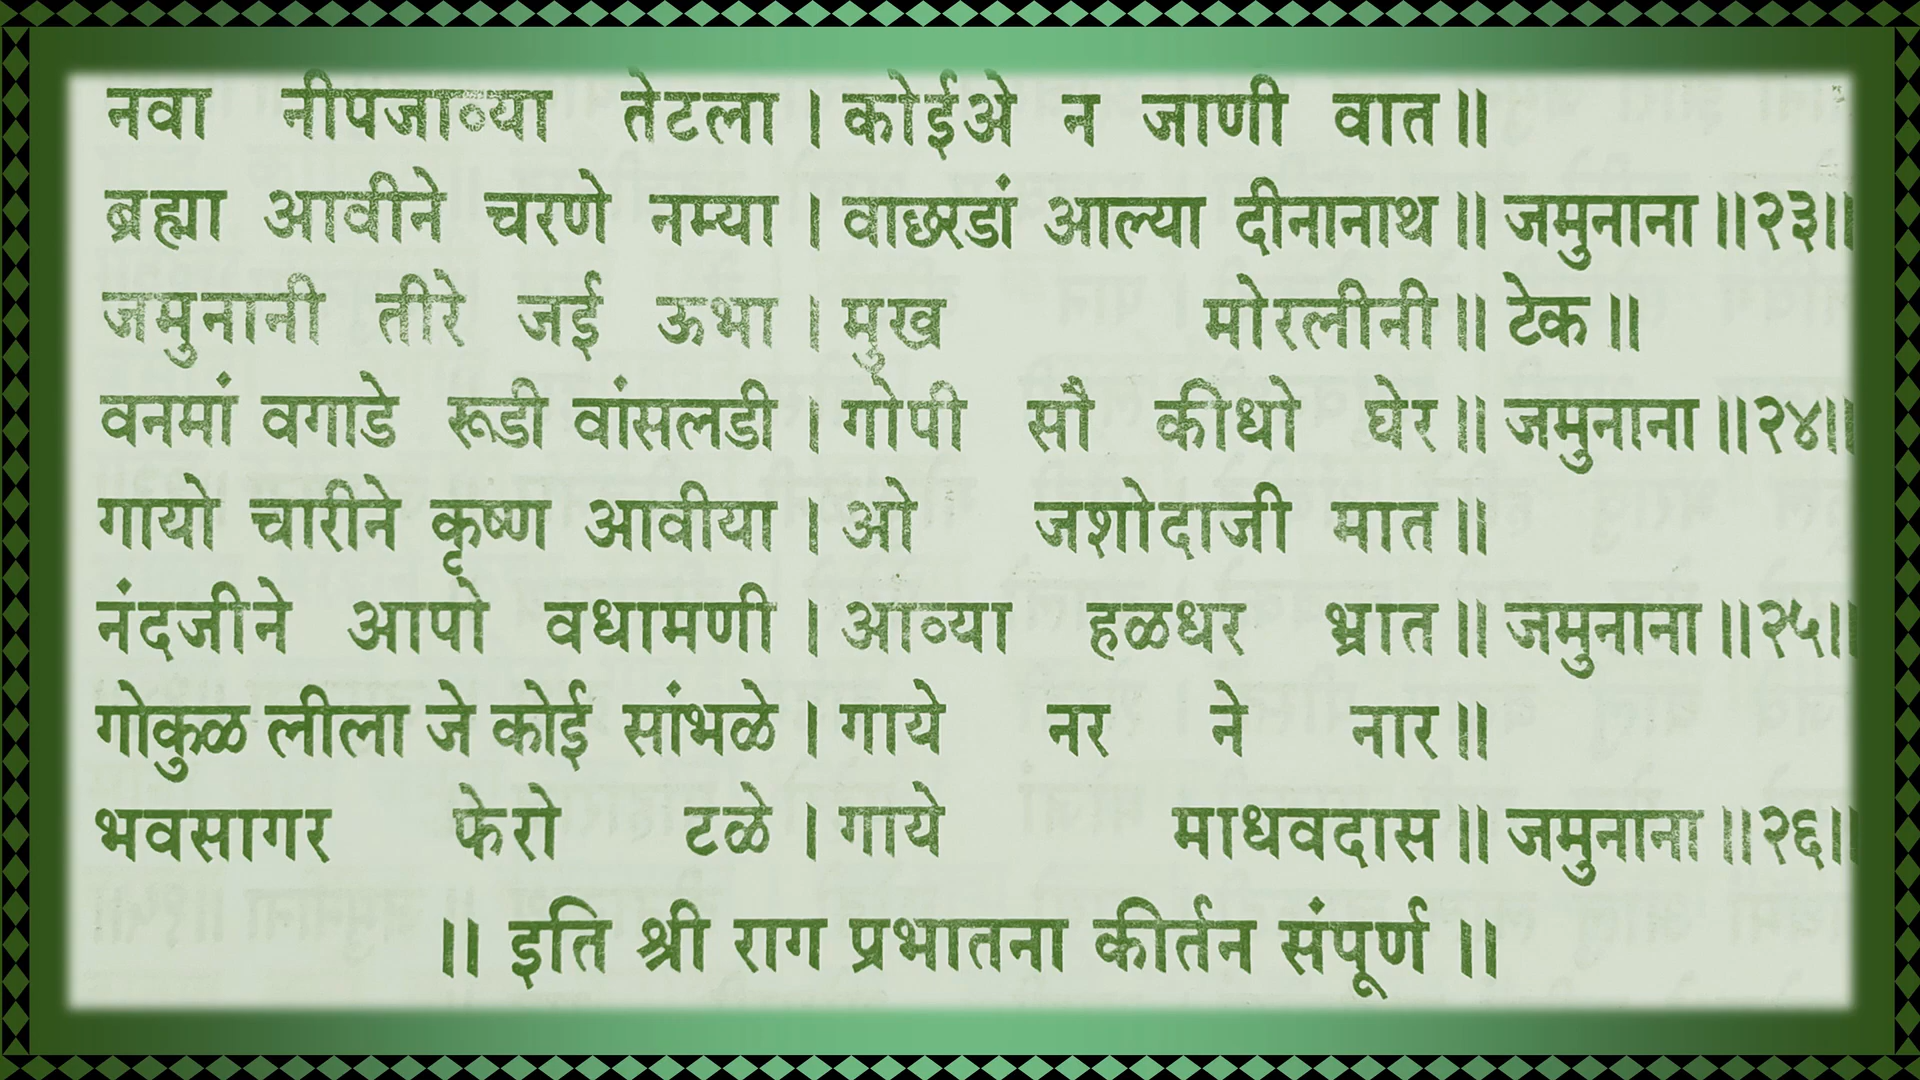 नवा नीपजाव्या तेटला । कोईअे न जाणी वात ॥
ब्रह्मा आवीने चरणे नम्या । वाछरडां आल्या दीनानाथ ॥ जमुनाना ॥२३॥
जमुनानी तीरे जई ऊभा । मुख मोरलीनी ॥ टेक ॥
वनमां वगाडे रूडी वांसलडी । गोपी सौ कीधो घेर ॥ जमुनाना ॥२४॥
गायो चारीने कृष्ण आवीया । ओ जशोदाजी मात ॥
नंदजीने आपो वधामणी । आव्या हळधर भ्रात ॥ जमुनाना ॥२५॥
गोकुळ लीला जे कोई सांभळे । गाये नर ने नार ॥
भवसागर फेरो टळे । गाये माधवदास ॥ जमुनाना ॥२६॥
॥ इति श्री राग प्रभातना कीर्तन संपूर्ण ॥